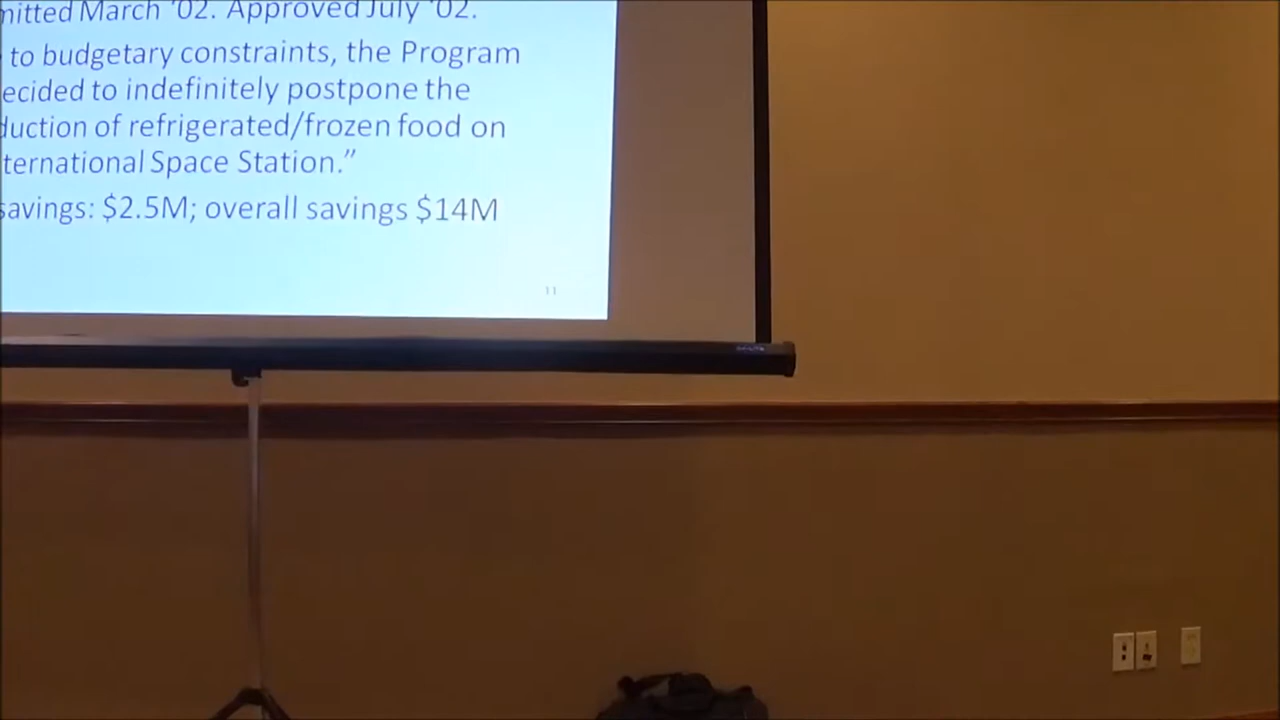 mitted March '02. Approved July '02.
to budgetary constraints, the Program
ecided to indefinitely postpone the
duction of refrigerated/frozen food on
ternational Space Station.”
savings: $2.5M; overall savings $14M
11